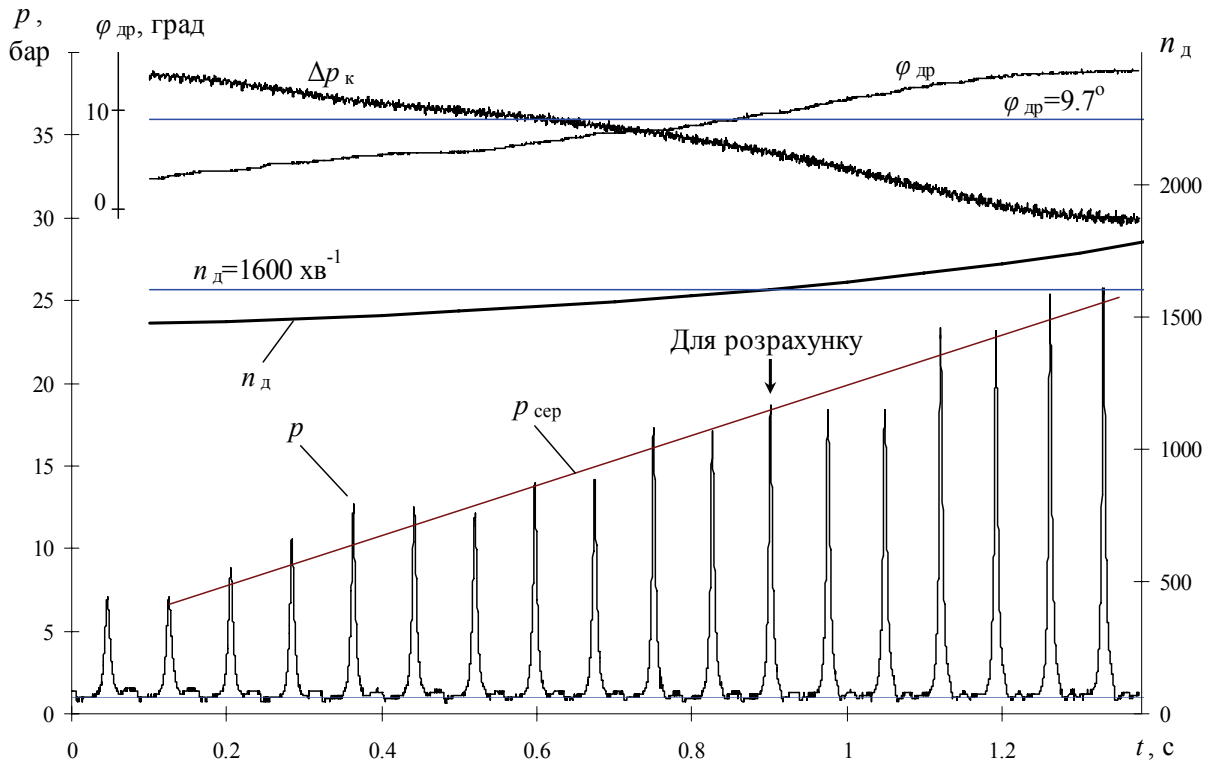 p ,
бар
φ др, град
n д
Δp к
φ др
φ др=9.7º
10
0
40
35
30
25
20
15
10
5
0
2000
1500
1000
500
0
n д=1600 хв-1
n д
Для розрахунку
p сер
p
0
0.2
0.4
0.6
0.8
1
1.2
t , с